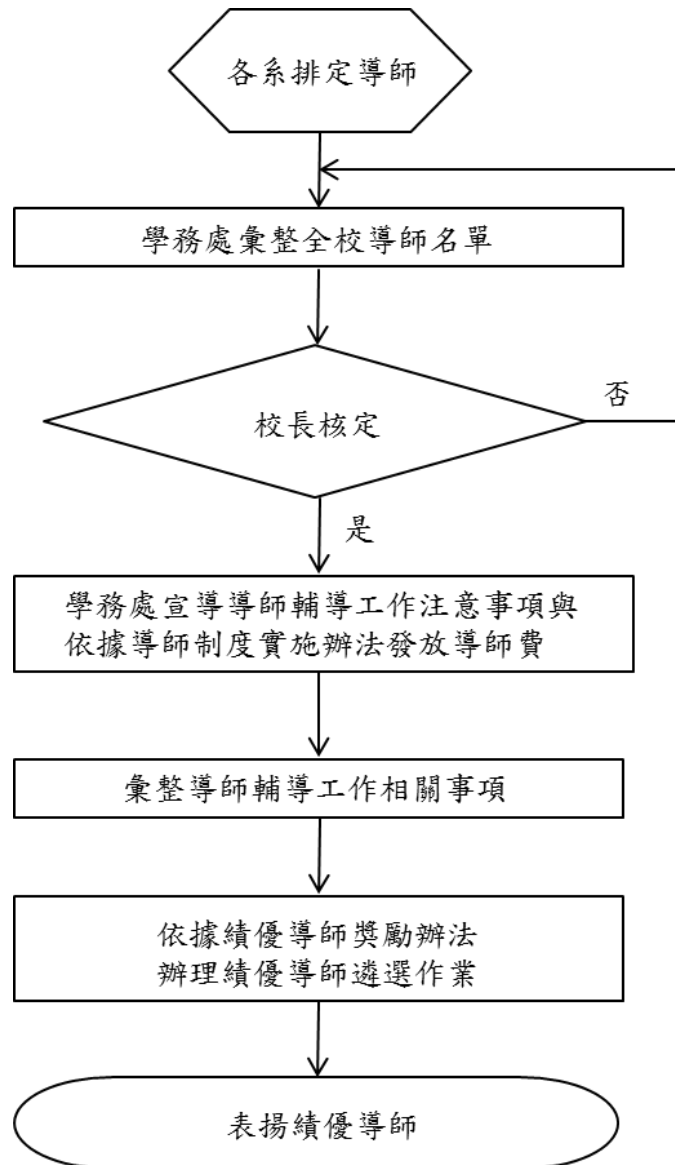 各系排定導師
學務處彙整全校導師名單
校長核定
否
是
學務處宣導導師輔導工作注意事項與
依據導師制度實施辦法發放導師費
彙整導師輔導工作相關事項
依據績優導師獎勵辦法
辦理績優導師遴選作業
表揚績優導師